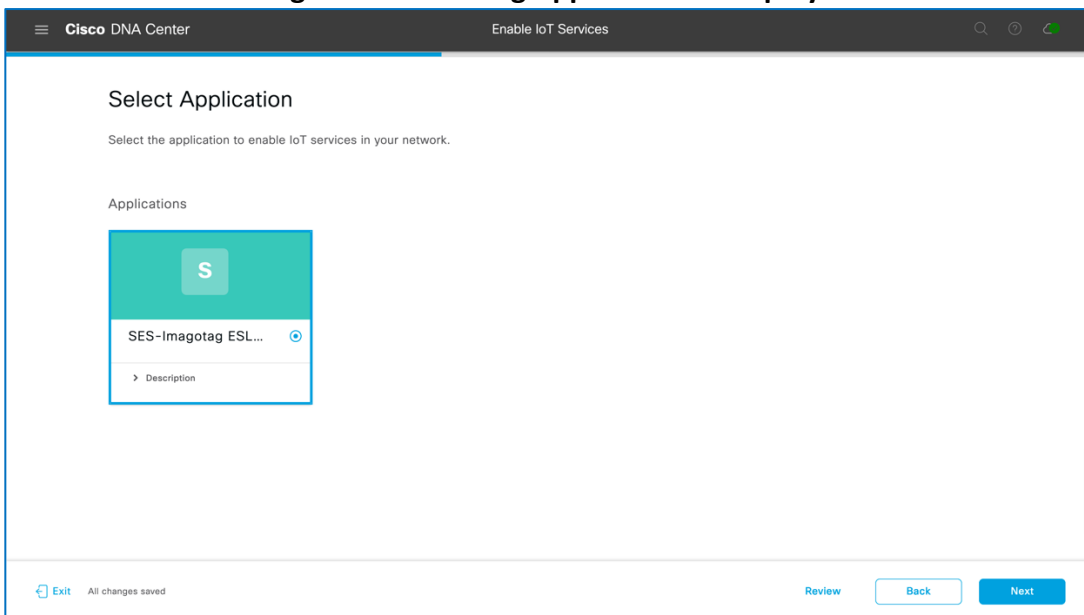 Cisco DNA Center
Enable IoT Services
Select Application
Select the application to enable IoT services in your network.
Applications
S
SES-Imagotag ESL...
> Description
Exit
All changes saved
Review
Back
Next